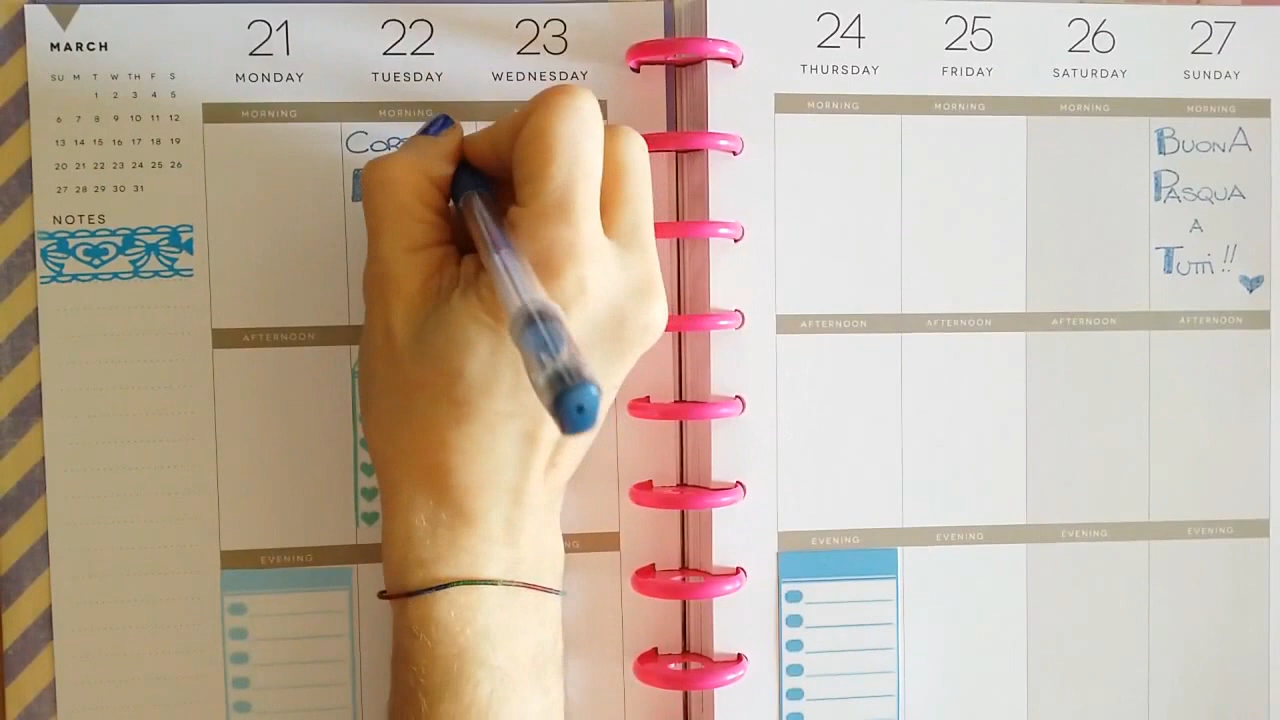 MARCH
SU M T W TH F S
1 2 3 4 5
6 7 8 9 10 11 12
13 14 15 16 17 18 19
20 21 22 23 24 25 26
27 28 29 30 31
NOTES
21 22 23
MONDAY TUESDAY WEDNESDAY
MORNING MORNING
AFTERNOON
EVENING
24 25 26 27
THURSDAY FRIDAY SATURDAY SUNDAY
MORNING MORNING MORNING MORNING
BUONA
PASQUA
A
TUTTI !!
AFTERNOON AFTERNOON AFTERNOON AFTERNOON
EVENING EVENING EVENING EVENING